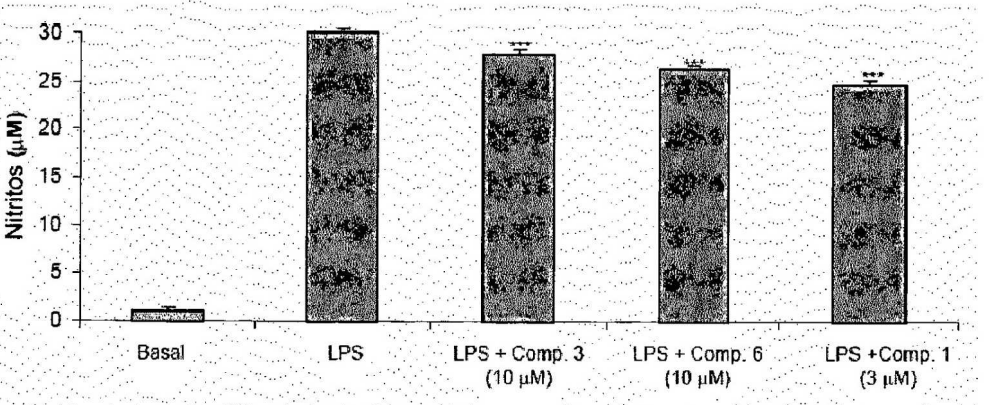 Nitritos (µM)
30
25
20
15
10
5
0
***
***
***
Basal
LPS
LPS + Comp. 3
(10 µM)
LPS + Comp. 6
(10 µM)
LPS +Comp. 1
(3 µM)